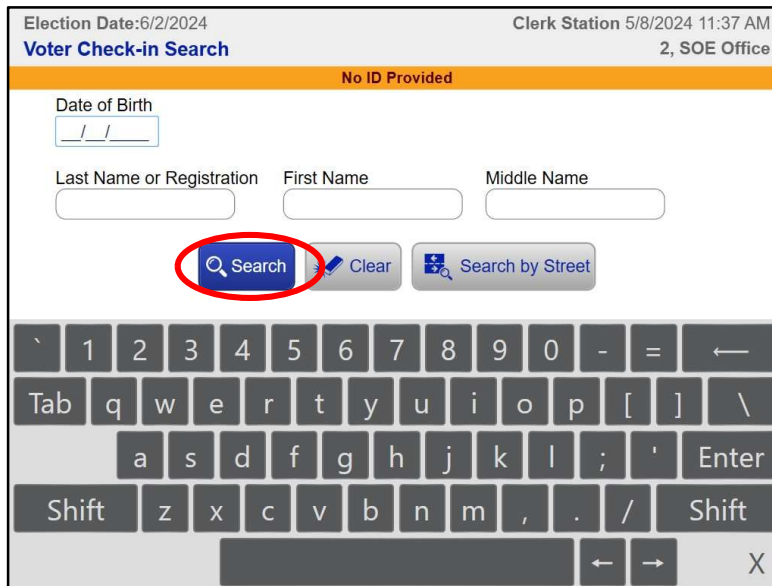 Election Date:6/2/2024 Clerk Station 5/8/2024 11:37 AM
Voter Check-in Search 2, SOE Office
No ID Provided
Date of Birth
__/__/____
Last Name or Registration First Name Middle Name
Search Clear Search by Street
` 1 2 3 4 5 6 7 8 9 0 - = ←
Tab q w e r t y u i o p [ ] \
a s d f g h j k l ; ' Enter
Shift z x c v b n m , . / Shift
← → X